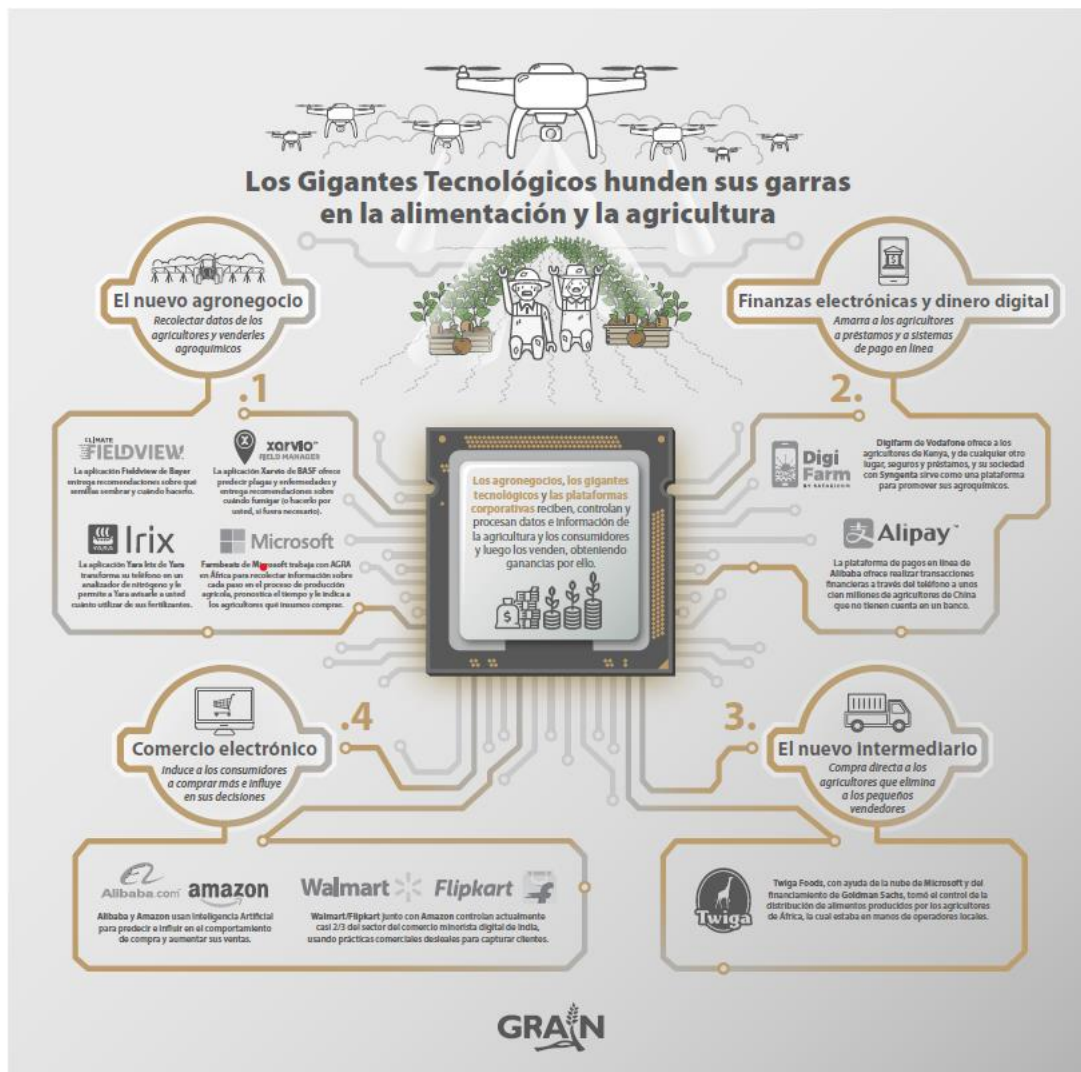 Los Gigantes Tecnológicos hunden sus garras
en la alimentación y la agricultura
El nuevo agronegocio
Recolectar datos de los
agricultores y venderles
agroquímicos
.1
CLIMATE
FIELDVIEW
La aplicación Fieldview de Bayer
entrega recomendaciones sobre qué
semillas sembrar y cuándo hacerlo.
xarvio™
FIELD MANAGER
La aplicación Xarvio de BASF ofrece
predecir plagas y enfermedades y
entrega recomendaciones sobre
cuándo fumigar (o hacerlo por
usted, si fuera necesario).
YARA
Irix
La aplicación Yara Irix de Yara
transforma su teléfono en un
analizador de nitrógeno y le
permite a Yara avisarle a usted
cuánto utilizar de sus fertilizantes.
Microsoft
Farmbeats de Microsoft trabaja con AGRA
en África para recolectar información sobre
cada paso en el proceso de producción
agrícola, pronostica el tiempo y le indica a
los agricultores qué insumos comprar.
Finanzas electrónicas y dinero digital
Amarra a los agricultores
a préstamos y a sistemas
de pago en línea
2.
Digi
Farm
BY SAFARICOM
Digifarm de Vodafone ofrece a los
agricultores de Kenya, y de cualquier otro
lugar, seguros y préstamos, y su sociedad
con Syngenta sirve como una plataforma
para promover sus agroquímicos.
支
Alipay™
La plataforma de pagos en línea de
Alibaba ofrece realizar transacciones
financieras a través del teléfono a unos
cien millones de agricultores de China
que no tienen cuenta en un banco.
Los agronegocios, los gigantes
tecnológicos y las plataformas
corporativas reciben, controlan y
procesan datos e información de
la agricultura y los consumidores
y luego los venden, obteniendo
ganancias por ello.
$
3.
El nuevo intermediario
Compra directa a los
agricultores que elimina
a los pequeños
vendedores
Twiga
Twiga Foods, con ayuda de la nube de Microsoft y del
financiamiento de Goldman Sachs, tomó el control de la
distribución de alimentos producidos por los agricultores
de África, la cual estaba en manos de operadores locales.
.4
Comercio electrónico
Induce a los consumidores
a comprar más e influye
en sus decisiones
Alibaba.com amazon
Alibaba y Amazon usan Inteligencia Artificial
para predecir e influir en el comportamiento
de compra y aumentar sus ventas.
Walmart Flipkart
Walmart/Flipkart junto con Amazon controlan actualmente
casi 2/3 del sector del comercio minorista digital de India,
usando prácticas comerciales desleales para capturar clientes.
GRAIN